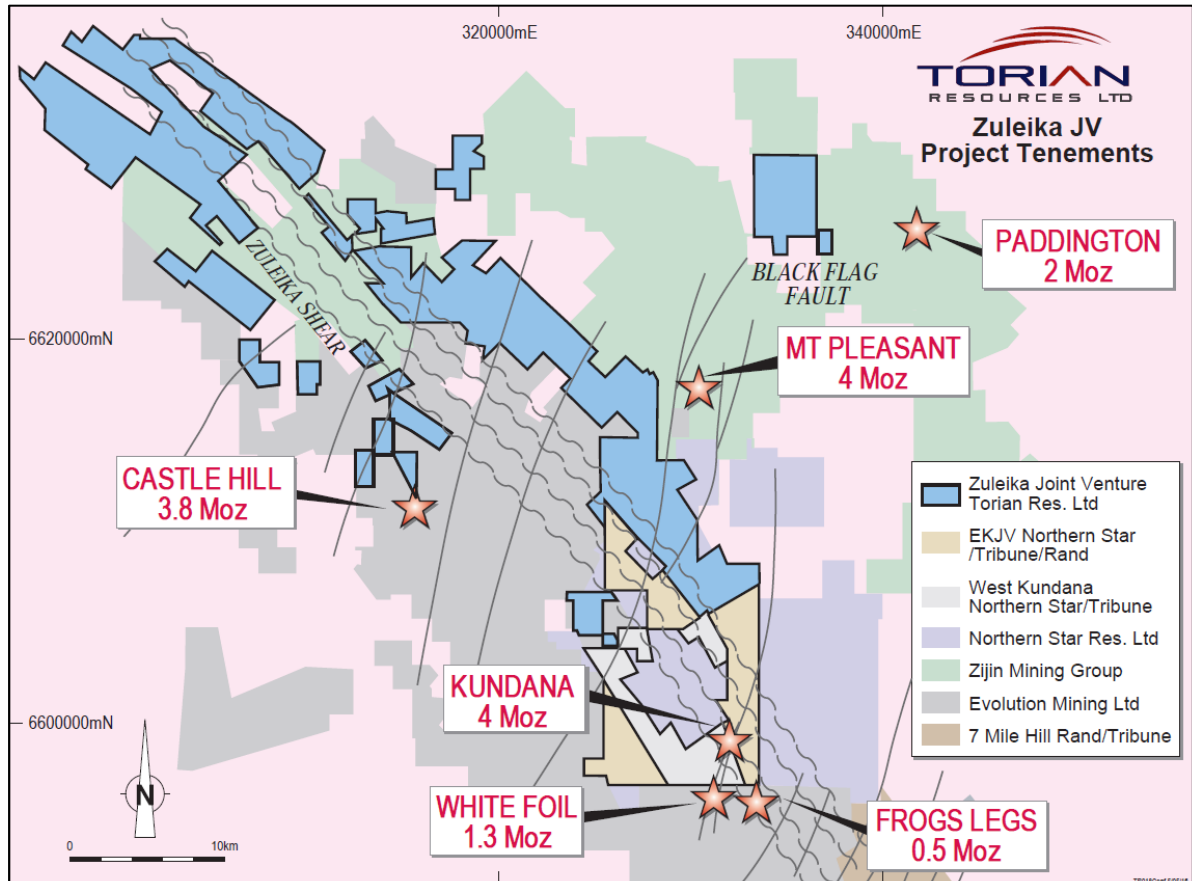 320000mE
340000mE
TORIAN
RESOURCES LTD
Zuleika JV
Project Tenements
PADDINGTON
2 Moz
BLACK FLAG
FAULT
ZULEIKA SHEAR
6620000mN
MT PLEASANT
4 Moz
CASTLE HILL
3.8 Moz
Zuleika Joint Venture
Torian Res. Ltd
EKJV Northern Star
/Tribune/Rand
West Kundana
Northern Star/Tribune
Northern Star Res. Ltd
Zijin Mining Group
Evolution Mining Ltd
7 Mile Hill Rand/Tribune
KUNDANA
4 Moz
6600000mN
N
WHITE FOIL
1.3 Moz
FROGS LEGS
0.5 Moz
0
10km